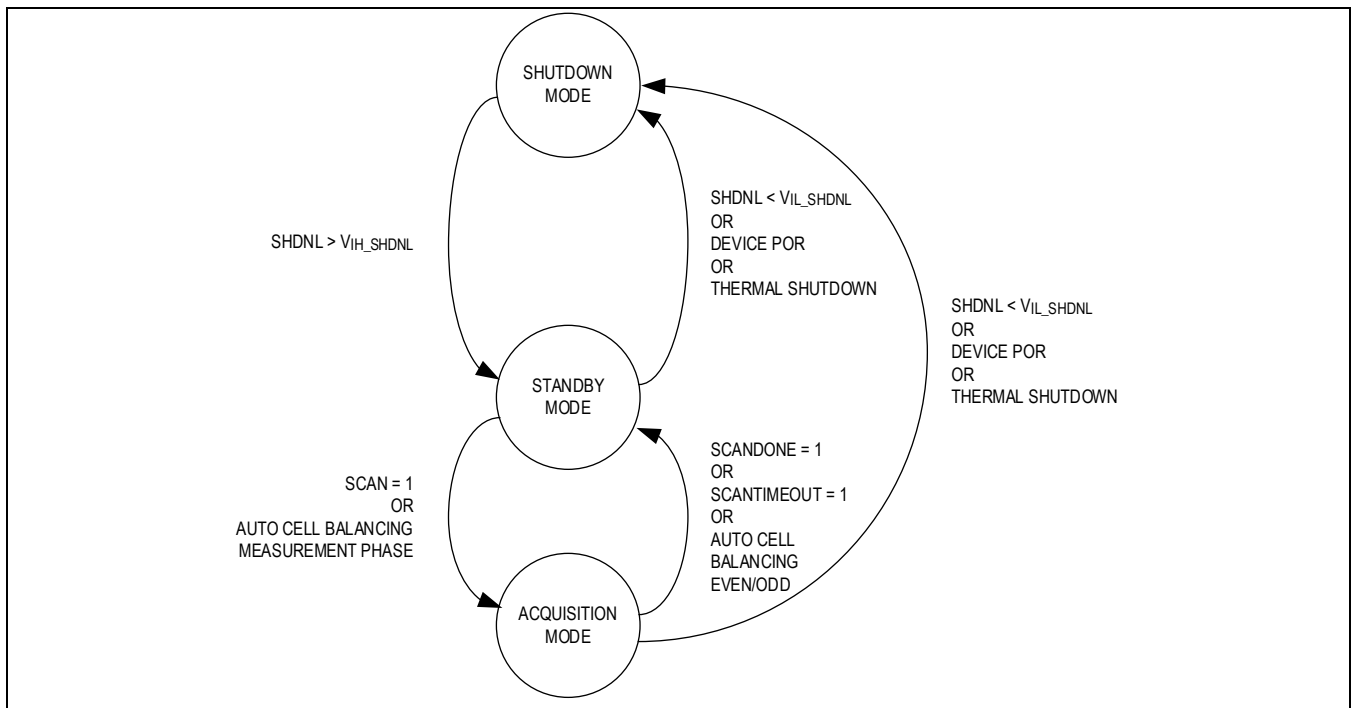 SHUTDOWN
MODE
SHDNL > VIH_SHDNL
SHDNL < VIL_SHDNL
OR
DEVICE POR
OR
THERMAL SHUTDOWN
SHDNL < VIL_SHDNL
OR
DEVICE POR
OR
THERMAL SHUTDOWN
STANDBY
MODE
SCAN = 1
OR
AUTO CELL BALANCING
MEASUREMENT PHASE
SCANDONE = 1
OR
SCANTIMEOUT = 1
OR
AUTO CELL
BALANCING
EVEN/ODD
ACQUISITION
MODE